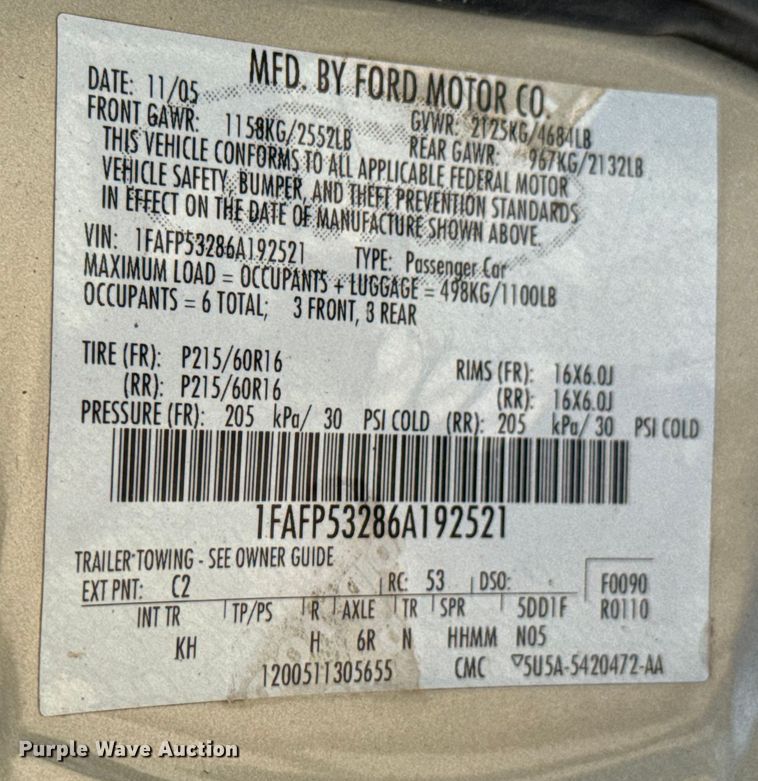 MFD. BY FORD MOTOR CO.
DATE: 11/05 GVWR: 2125KG/4684LB
FRONT GAWR: 1158KG/2552LB REAR GAWR: 967KG/2132LB
THIS VEHICLE CONFORMS TO ALL APPLICABLE FEDERAL MOTOR
VEHICLE SAFETY, BUMPER, AND THEFT PREVENTION STANDARDS
IN EFFECT ON THE DATE OF MANUFACTURE SHOWN ABOVE.
VIN: 1FAFP53286A192521 TYPE: Passenger Car
MAXIMUM LOAD = OCCUPANTS + LUGGAGE = 498KG/1100LB
OCCUPANTS = 6 TOTAL; 3 FRONT, 3 REAR
TIRE (FR): P215/60R16 RIMS (FR): 16X6.0J
(RR): P215/60R16 (RR): 16X6.0J
PRESSURE (FR): 205 kPa/ 30 PSI COLD (RR): 205 kPa/ 30 PSI COLD
1FAFP53286A192521
TRAILER TOWING - SEE OWNER GUIDE
EXT PNT: C2 RC: 53 DSO: F0090
INT TR TP/PS R AXLE TR SPR 5DD1F R0110
KH H 6R N HHMM N05
1200511305655 CMC ▽5U5A-5420472-AA
Purple Wave Auction